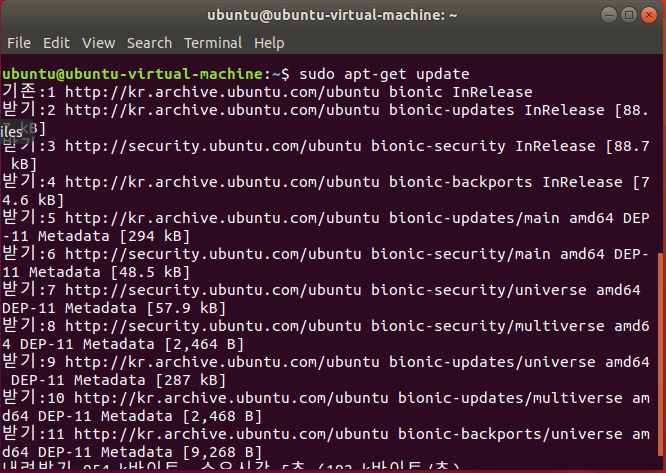 ubuntu@ubuntu-virtual-machine: ~
File Edit View Search Terminal Help
ubuntu@ubuntu-virtual-machine:~$ sudo apt-get update
기존:1 http://kr.archive.ubuntu.com/ubuntu bionic InRelease
받기:2 http://kr.archive.ubuntu.com/ubuntu bionic-updates InRelease [88.
7 kB]
iles
받기:3 http://security.ubuntu.com/ubuntu bionic-security InRelease [88.7
kB]
받기:4 http://kr.archive.ubuntu.com/ubuntu bionic-backports InRelease [7
4.6 kB]
받기:5 http://kr.archive.ubuntu.com/ubuntu bionic-updates/main amd64 DEP
-11 Metadata [294 kB]
받기:6 http://security.ubuntu.com/ubuntu bionic-security/main amd64 DEP-
11 Metadata [48.5 kB]
받기:7 http://security.ubuntu.com/ubuntu bionic-security/universe amd64
DEP-11 Metadata [57.9 kB]
받기:8 http://security.ubuntu.com/ubuntu bionic-security/multiverse amd6
4 DEP-11 Metadata [2,464 B]
받기:9 http://kr.archive.ubuntu.com/ubuntu bionic-updates/universe amd64
DEP-11 Metadata [287 kB]
받기:10 http://kr.archive.ubuntu.com/ubuntu bionic-updates/multiverse am
d64 DEP-11 Metadata [2,468 B]
받기:11 http://kr.archive.ubuntu.com/ubuntu bionic-backports/universe am
d64 DEP-11 Metadata [9,268 B]
내려받기 954 k바이트, 소요시간 5초 (192 k바이트/초)